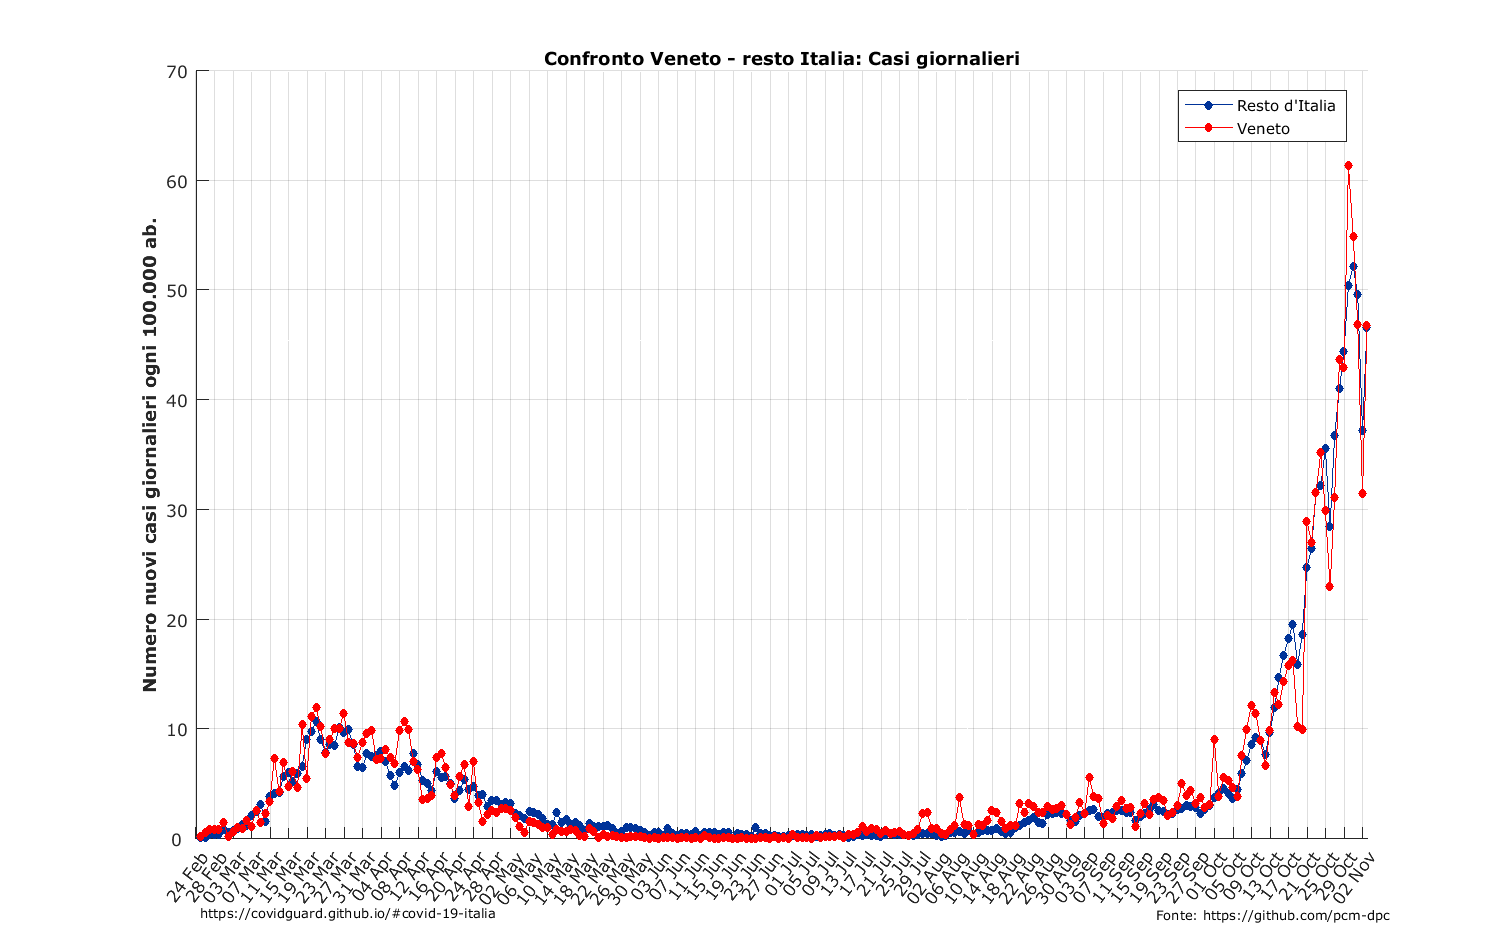 Confronto Veneto - resto Italia: Casi giornalieri
Resto d'Italia
Veneto
Numero nuovi casi giornalieri ogni 100.000 ab.
70
60
50
40
30
20
10
0
24 Feb
28 Feb
03 Mar
07 Mar
11 Mar
15 Mar
19 Mar
23 Mar
27 Mar
31 Mar
04 Apr
08 Apr
12 Apr
16 Apr
20 Apr
24 Apr
28 Apr
02 May
06 May
10 May
14 May
18 May
22 May
26 May
30 May
03 Jun
07 Jun
11 Jun
15 Jun
19 Jun
23 Jun
27 Jun
01 Jul
05 Jul
09 Jul
13 Jul
17 Jul
21 Jul
25 Jul
29 Jul
02 Aug
06 Aug
10 Aug
14 Aug
18 Aug
22 Aug
26 Aug
30 Aug
03 Sep
07 Sep
11 Sep
15 Sep
19 Sep
23 Sep
27 Sep
01 Oct
05 Oct
09 Oct
13 Oct
17 Oct
21 Oct
25 Oct
29 Oct
02 Nov
https://covidguard.github.io/#covid-19-italia
Fonte: https://github.com/pcm-dpc